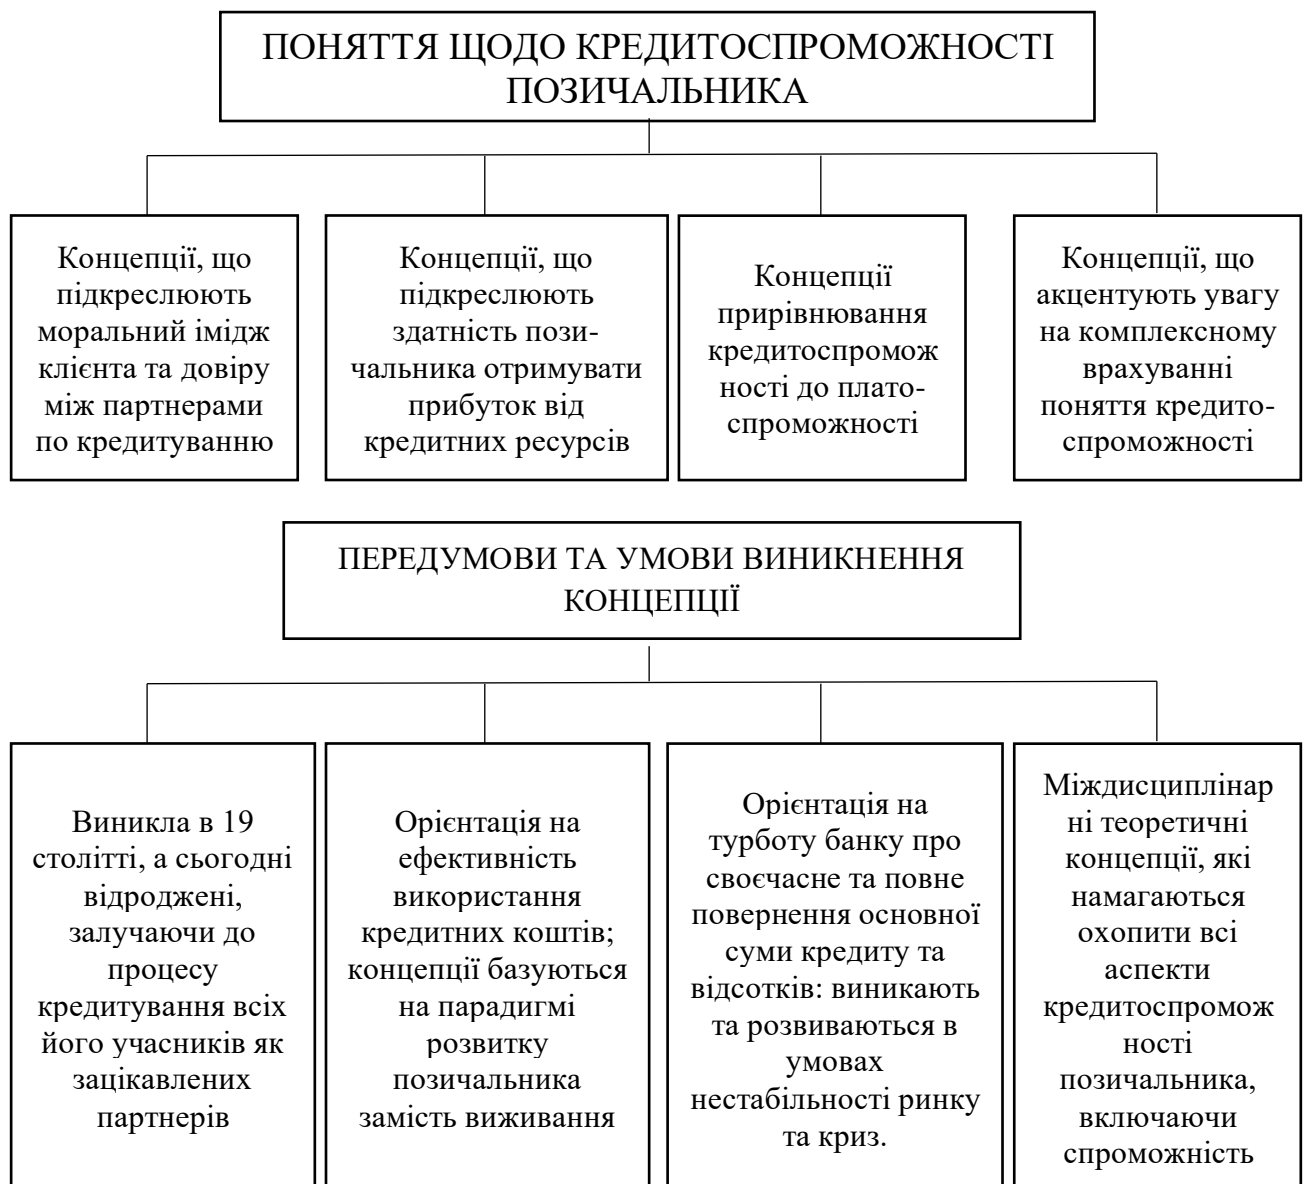 ПОНЯТТЯ ЩОДО КРЕДИТОСПРОМОЖНОСТІ
ПОЗИЧАЛЬНИКА
Концепції, що
підкреслюють
моральний імідж
клієнта та довіру
між партнерами
по кредитуванню
Концепції, що
підкреслюють
здатність пози-
чальника отримувати
прибуток від
кредитних ресурсів
Концепції
прирівнювання
кредитоспромож
ності до плато-
спроможності
Концепції, що
акцентують увагу
на комплексному
врахуванні
поняття кредито-
спроможності
ПЕРЕДУМОВИ ТА УМОВИ ВИНИКНЕННЯ
КОНЦЕПЦІЇ
Виникла в 19
столітті, а сьогодні
відроджені,
залучаючи до
процесу
кредитування всіх
його учасників як
зацікавлених
партнерів
Орієнтація на
ефективність
використання
кредитних коштів;
концепції базуються
на парадигмі
розвитку
позичальника
замість виживання
Орієнтація на
турботу банку про
своєчасне та повне
повернення основної
суми кредиту та
відсотків: виникають
та розвиваються в
умовах
нестабільності ринку
та криз.
Міждисциплінар
ні теоретичні
концепції, які
намагаються
охопити всі
аспекти
кредитоспромож
ності
позичальника,
включаючи
спроможність